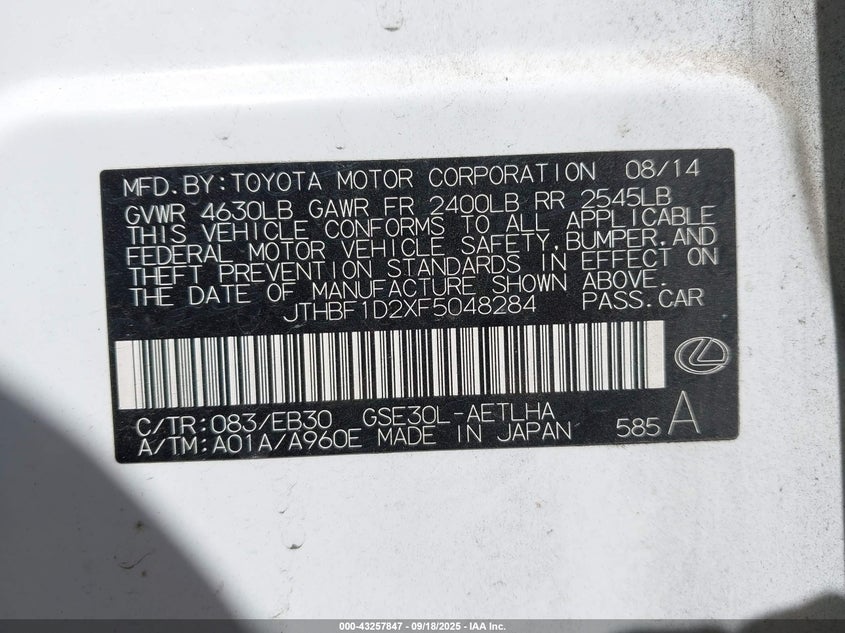 MFD. BY: TOYOTA MOTOR CORPORATION 08/14
GVWR 4630LB GAWR FR 2400LB RR 2545LB
THIS VEHICLE CONFORMS TO ALL APPLICABLE
FEDERAL MOTOR VEHICLE SAFETY, BUMPER, AND
THEFT PREVENTION STANDARDS IN EFFECT ON
THE DATE OF MANUFACTURE SHOWN ABOVE.
JTHBF1D2XF5048284 PASS.CAR
C/TR: 083/EB30 GSE30L-AETLHA
A/TM: A01A/A960E MADE IN JAPAN 585 A
000-43257847 - 09/18/2025 - IAA Inc.